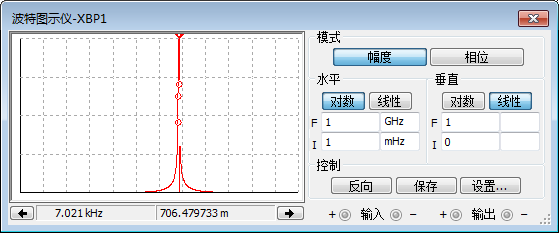 波特图示仪-XBP1
模式
幅度 相位
水平 垂直
对数 线性 对数 线性
F 1 GHz F 1
I 1 mHz I 0
控制
反向 保存 设置...
7.021 kHz 706.479733 m
+ 输入 − + 输出 −